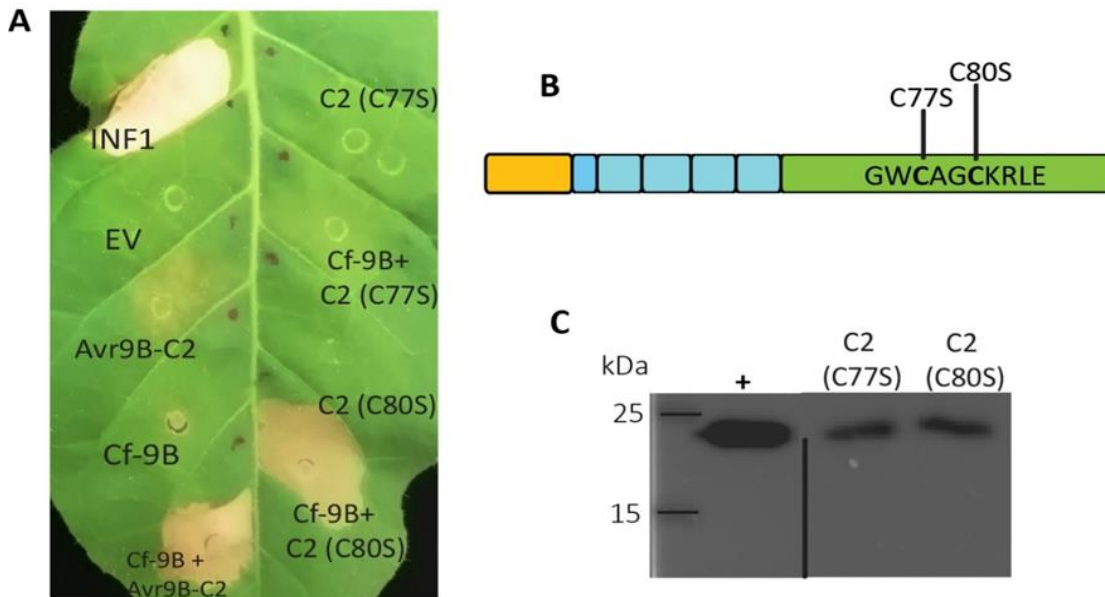 A
INF1
EV
Avr9B-C2
Cf-9B
Cf-9B +
Avr9B-C2
C2 (C77S)
Cf-9B+
C2 (C77S)
C2 (C80S)
Cf-9B+
C2 (C80S)
B
C80S
C77S
GWCAGCKRLE
C
kDa
+
C2
(C77S)
C2
(C80S)
25
15